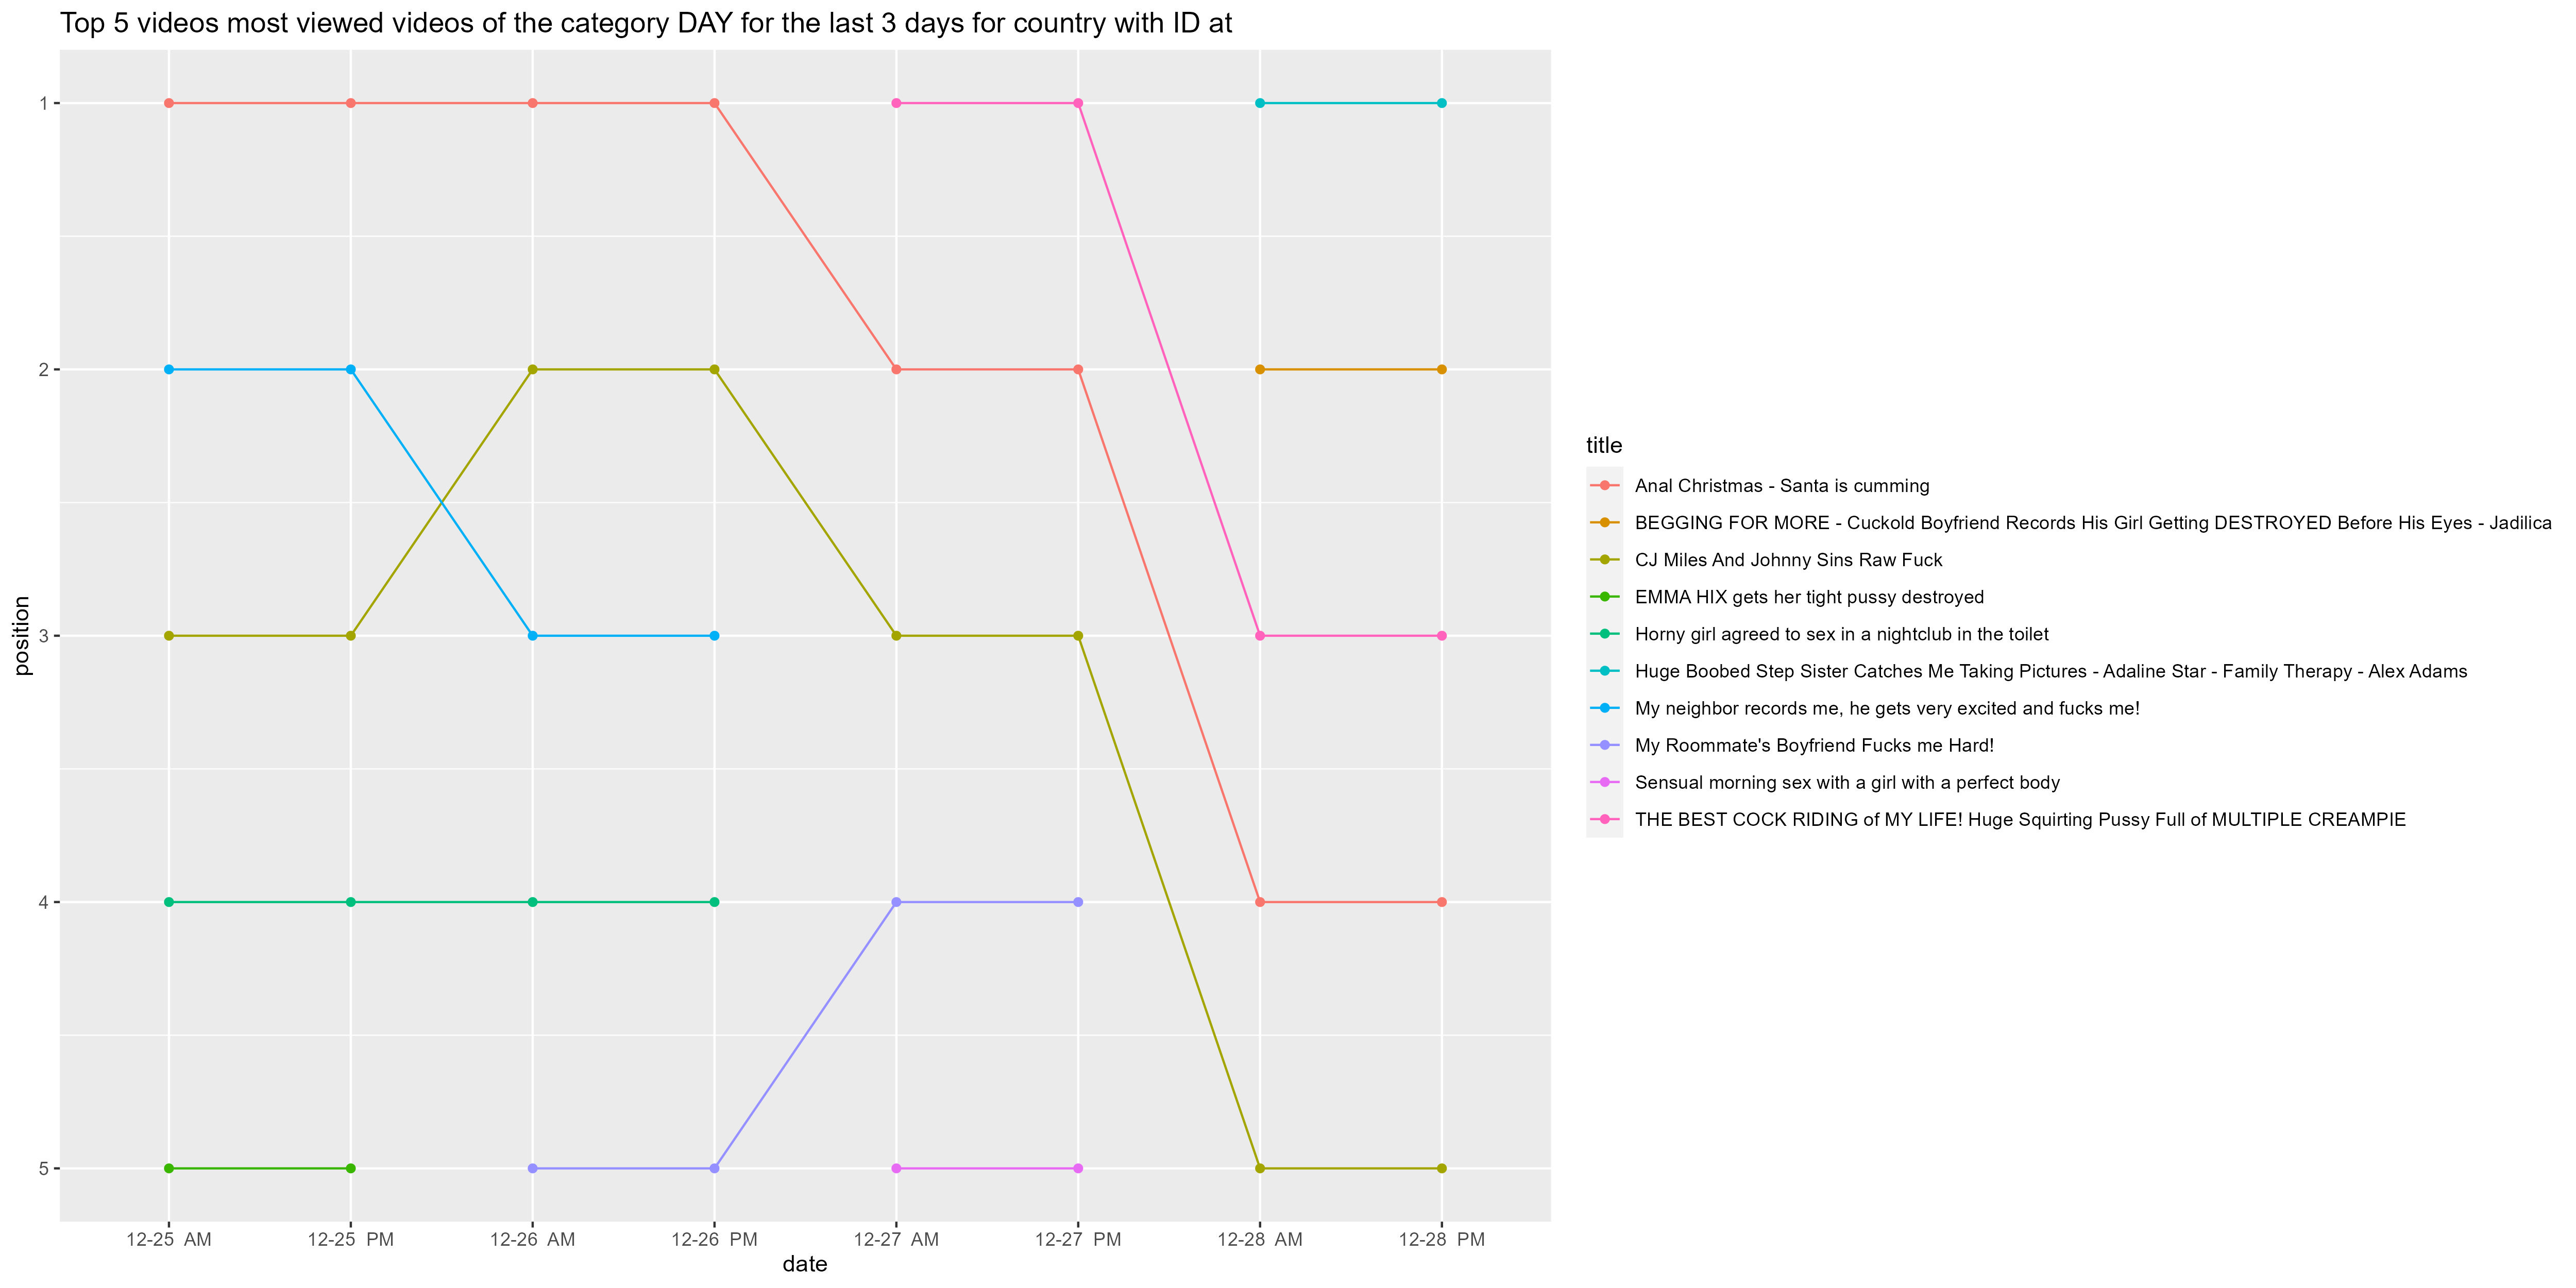 Top 5 videos most viewed videos of the category DAY for the last 3 days for country with ID at
position
1
2
3
4
5
12-25 AM
12-25 PM
12-26 AM
12-26 PM
12-27 AM
12-27 PM
12-28 AM
12-28 PM
date
title
Anal Christmas - Santa is cumming
BEGGING FOR MORE - Cuckold Boyfriend Records His Girl Getting DESTROYED Before His Eyes - Jadilica
CJ Miles And Johnny Sins Raw Fuck
EMMA HIX gets her tight pussy destroyed
Horny girl agreed to sex in a nightclub in the toilet
Huge Boobed Step Sister Catches Me Taking Pictures - Adaline Star - Family Therapy - Alex Adams
My neighbor records me, he gets very excited and fucks me!
My Roommate's Boyfriend Fucks me Hard!
Sensual morning sex with a girl with a perfect body
THE BEST COCK RIDING of MY LIFE! Huge Squirting Pussy Full of MULTIPLE CREAMPIE